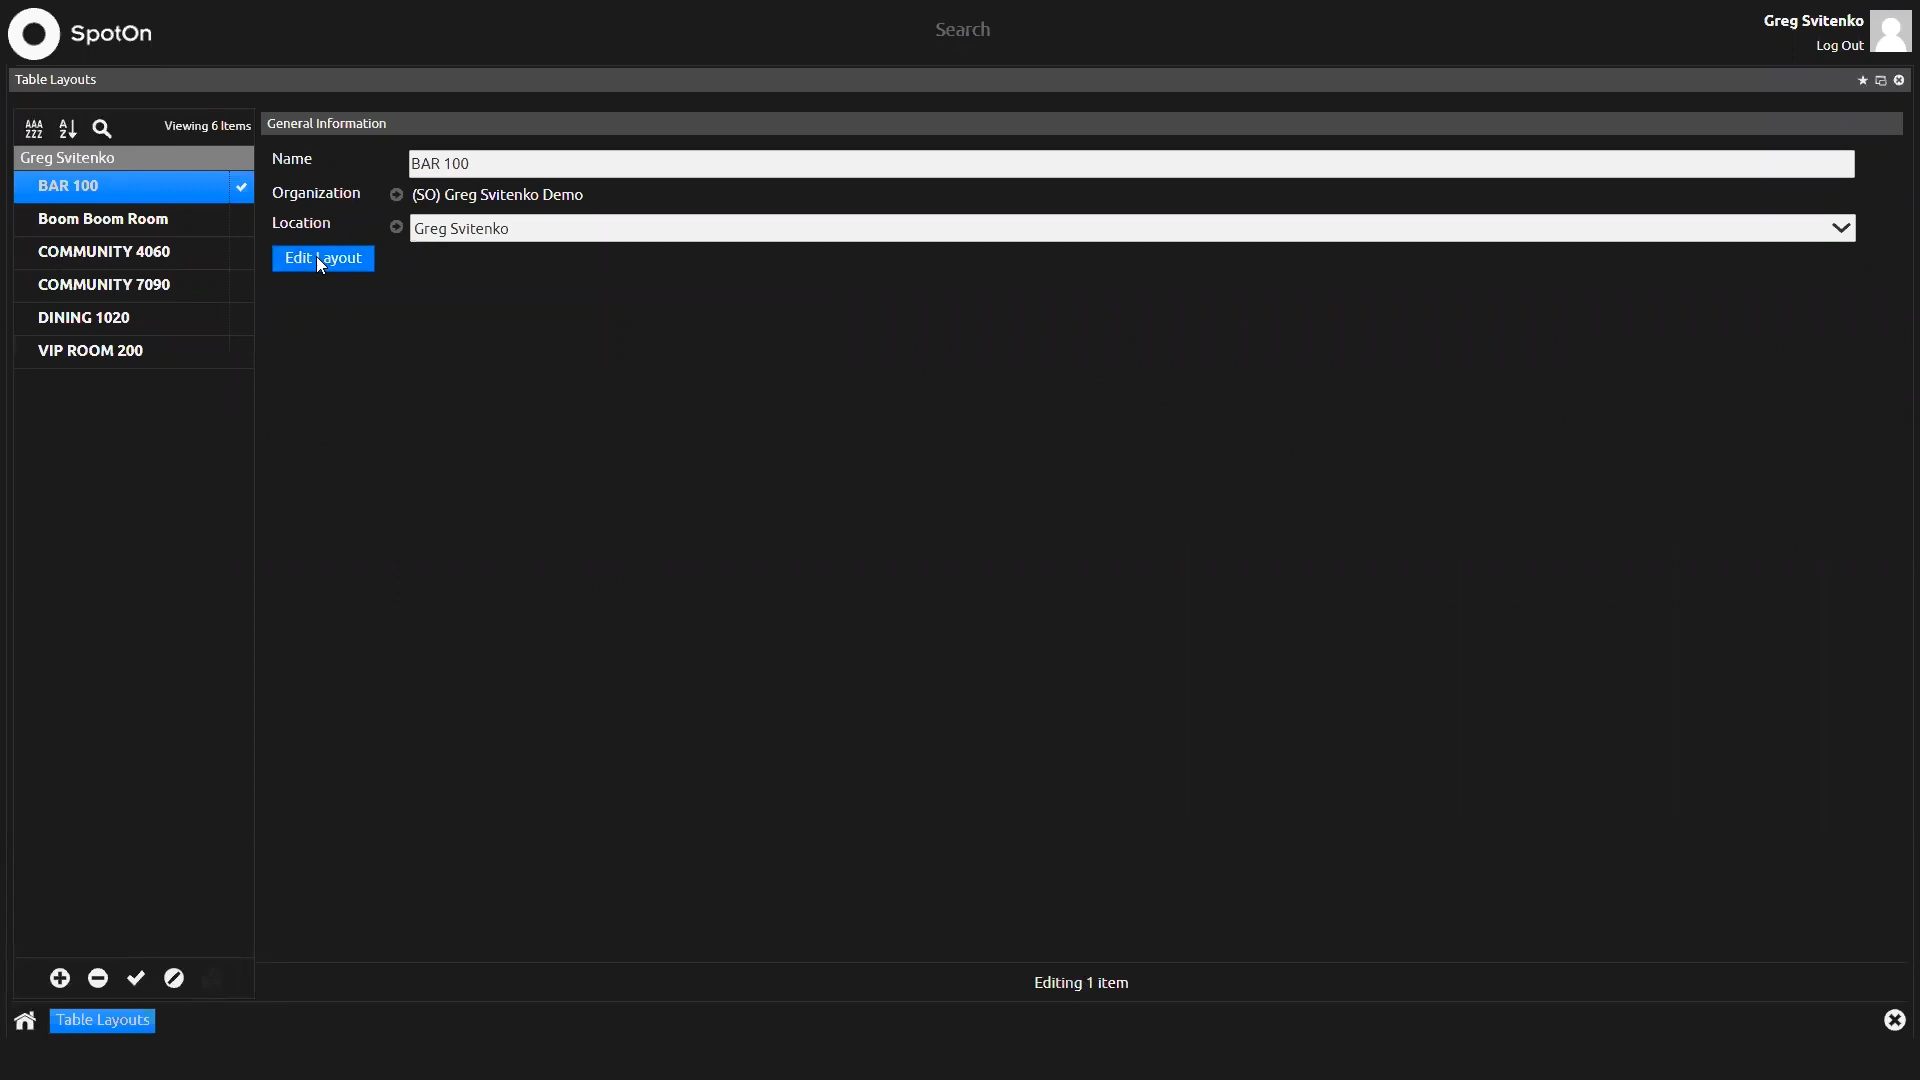 SpotOn
Search
Greg Svitenko
Log Out
Table Layouts
AAA
ZZZ
A
Z
Viewing 6 Items
General Information
Greg Svitenko
BAR 100
Boom Boom Room
COMMUNITY 4060
COMMUNITY 7090
DINING 1020
VIP ROOM 200
Name
BAR 100
Organization
(SO) Greg Svitenko Demo
Location
Greg Svitenko
Edit Layout
Editing 1 item
Table Layouts